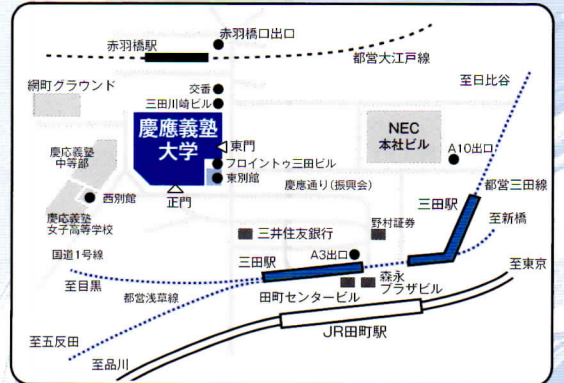 赤羽橋口出口
赤羽橋駅
都営大江戸線
至日比谷
網町グラウンド
交番
三田川崎ビル
慶應義塾
大学
東門
NEC
本社ビル
A10出口
慶応義塾
中等部
フロイントゥ三田ビル
東別館
慶應通り(振興会)
都営三田線
西別館
正門
三田駅
慶応義塾
女子高等学校
野村証券
至新橋
三井住友銀行
国道1号線
A3出口
三田駅
至東京
至目黒
森永
プラザビル
都営浅草線
田町センタービル
JR田町駅
至五反田
至品川